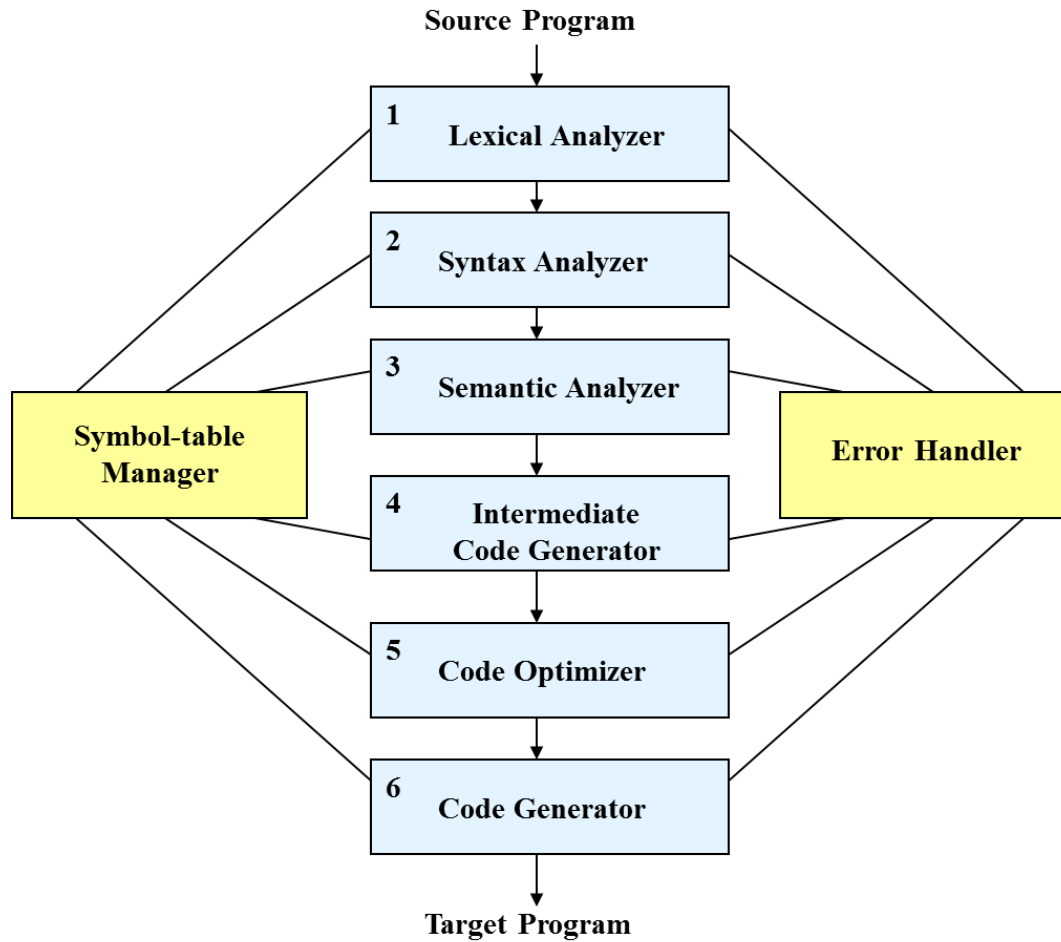 Source Program
1
Lexical Analyzer
2
Syntax Analyzer
3
Semantic Analyzer
Symbol-table
Manager
Error Handler
4
Intermediate
Code Generator
5
Code Optimizer
6
Code Generator
Target Program